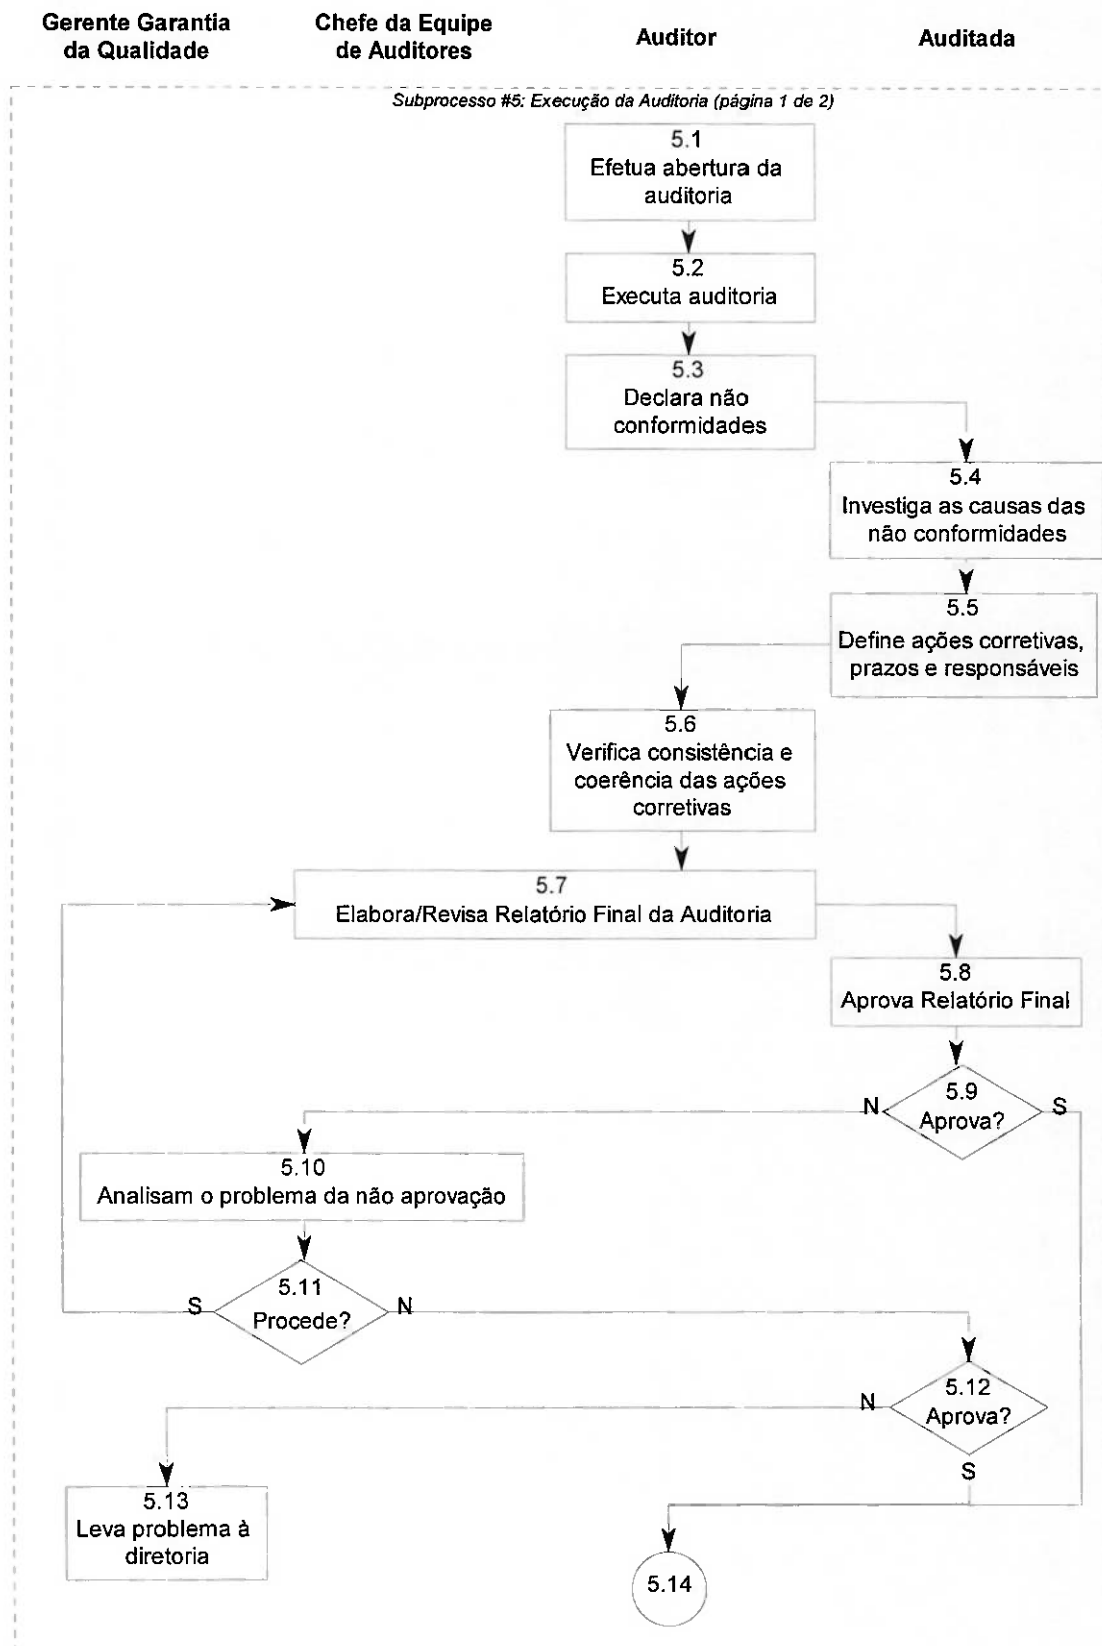 Gerente Garantia
da Qualidade
Chefe da Equipe
de Auditores
Auditor
Auditada
Subprocesso #5: Execução da Auditoria (página 1 de 2)
5.1
Efetua abertura da
auditoria
5.2
Executa auditoria
5.3
Declara não
conformidades
5.4
Investiga as causas das
não conformidades
5.5
Define ações corretivas,
prazos e responsáveis
5.6
Verifica consistência e
coerência das ações
corretivas
5.7
Elabora/Revisa Relatório Final da Auditoria
5.8
Aprova Relatório Final
5.9
Aprova?
N
S
5.10
Analisam o problema da não aprovação
5.11
Procede?
S
N
5.12
Aprova?
N
S
5.13
Leva problema à
diretoria
5.14